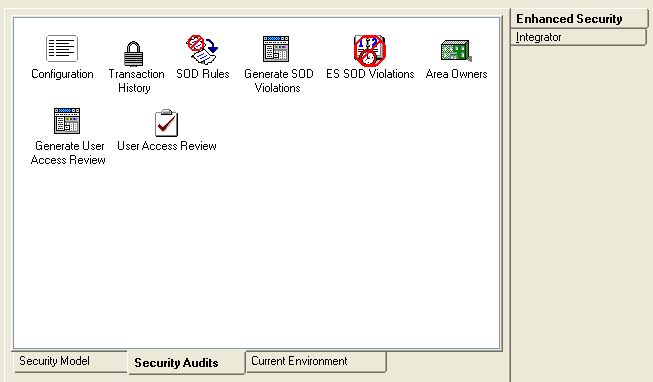 Enhanced Security
Integrator
Configuration
Transaction
History
SOD Rules
Generate SOD
Violations
ES SOD Violations
Area Owners
Generate User
Access Review
User Access Review
Security Model
Security Audits
Current Environment